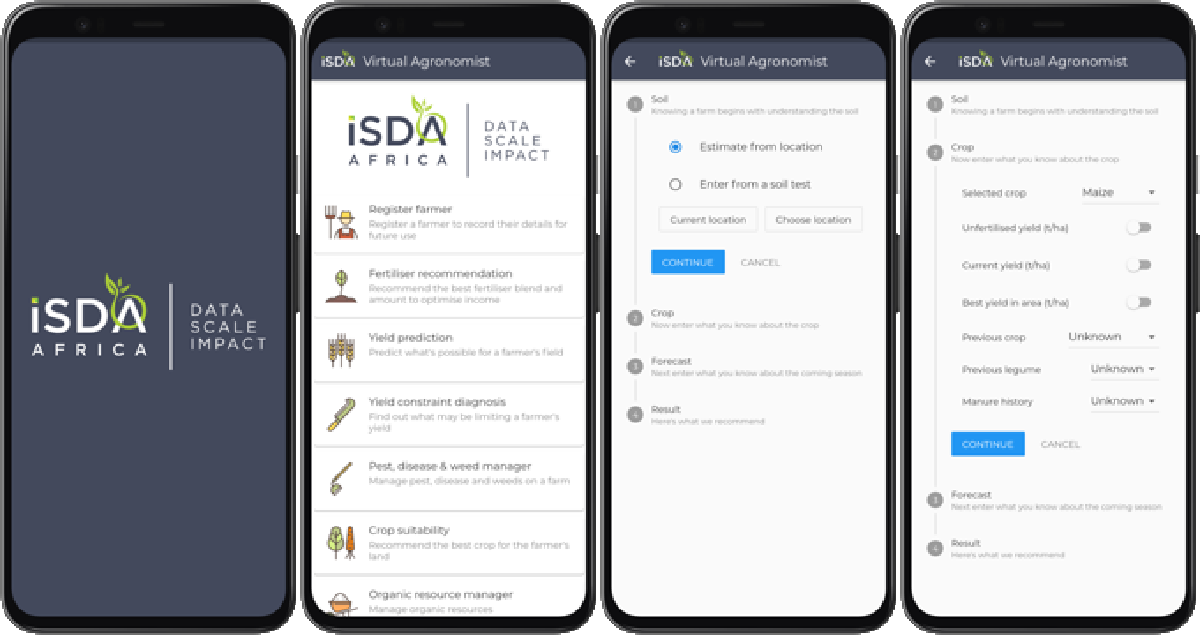 iSDA
AFRICA
DATA
SCALE
IMPACT
iSDA Virtual Agronomist
iSDA
AFRICA
DATA
SCALE
IMPACT
Register farmer
Register a farmer to record their details for
future use
Fertiliser recommendation
Recommend the best fertiliser blend and
amount to optimise income
Yield prediction
Predict what's possible for a farmer's field
Yield constraint diagnosis
Find out what may be limiting a farmer's
yield
Pest, disease & weed manager
Manage pest, disease and weeds on a farm
Crop suitability
Recommend the best crop for the farmer's
land
Organic resource manager
Manage organic resources
iSDA Virtual Agronomist
1 Soil
Knowing a farm begins with understanding the soil
Estimate from location
Enter from a soil test
Current location Choose location
CONTINUE CANCEL
2 Crop
Now enter what you know about the crop
3 Forecast
Next enter what you know about the coming season
4 Result
Here's what we recommend
iSDA Virtual Agronomist
1 Soil
Knowing a farm begins with understanding the soil
2 Crop
Now enter what you know about the crop
Selected crop Maize
Unfertilised yield (t/ha)
Current yield (t/ha)
Best yield in area (t/ha)
Previous crop Unknown
Previous legume Unknown
Manure history Unknown
CONTINUE CANCEL
3 Forecast
Next enter what you know about the coming season
4 Result
Here's what we recommend